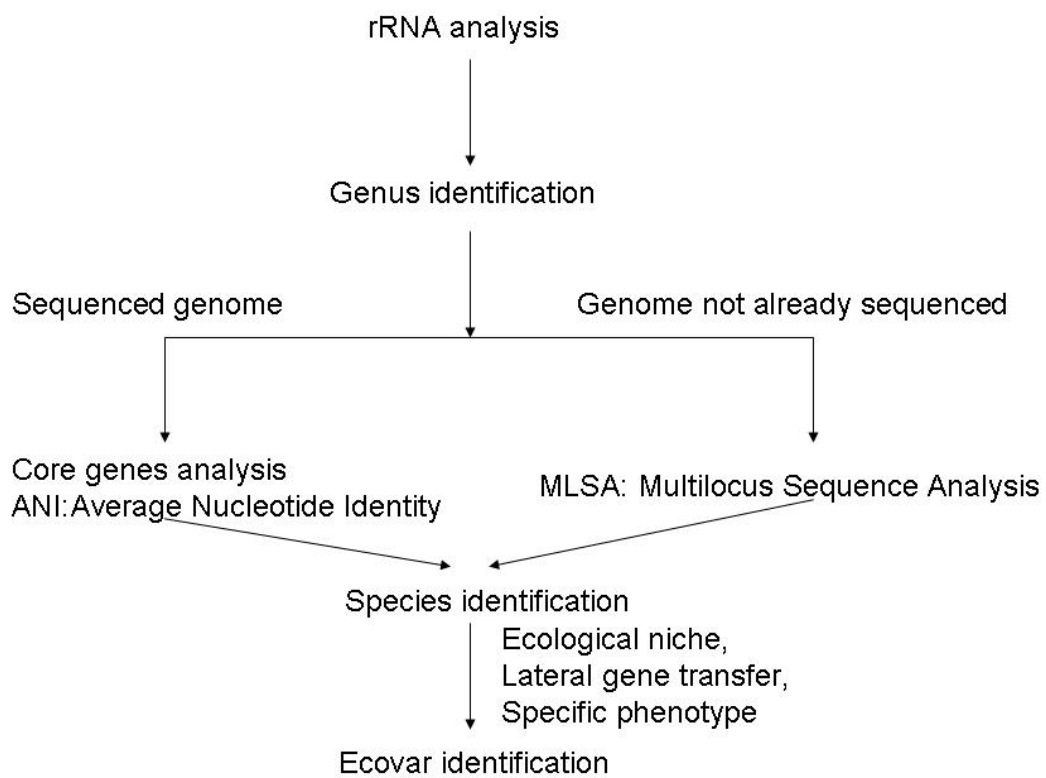 rRNA analysis
Genus identification
Sequenced genome
Genome not already sequenced
Core genes analysis
ANI:Average Nucleotide Identity
MLSA: Multilocus Sequence Analysis
Species identification
Ecological niche,
Lateral gene transfer,
Specific phenotype
Ecovar identification